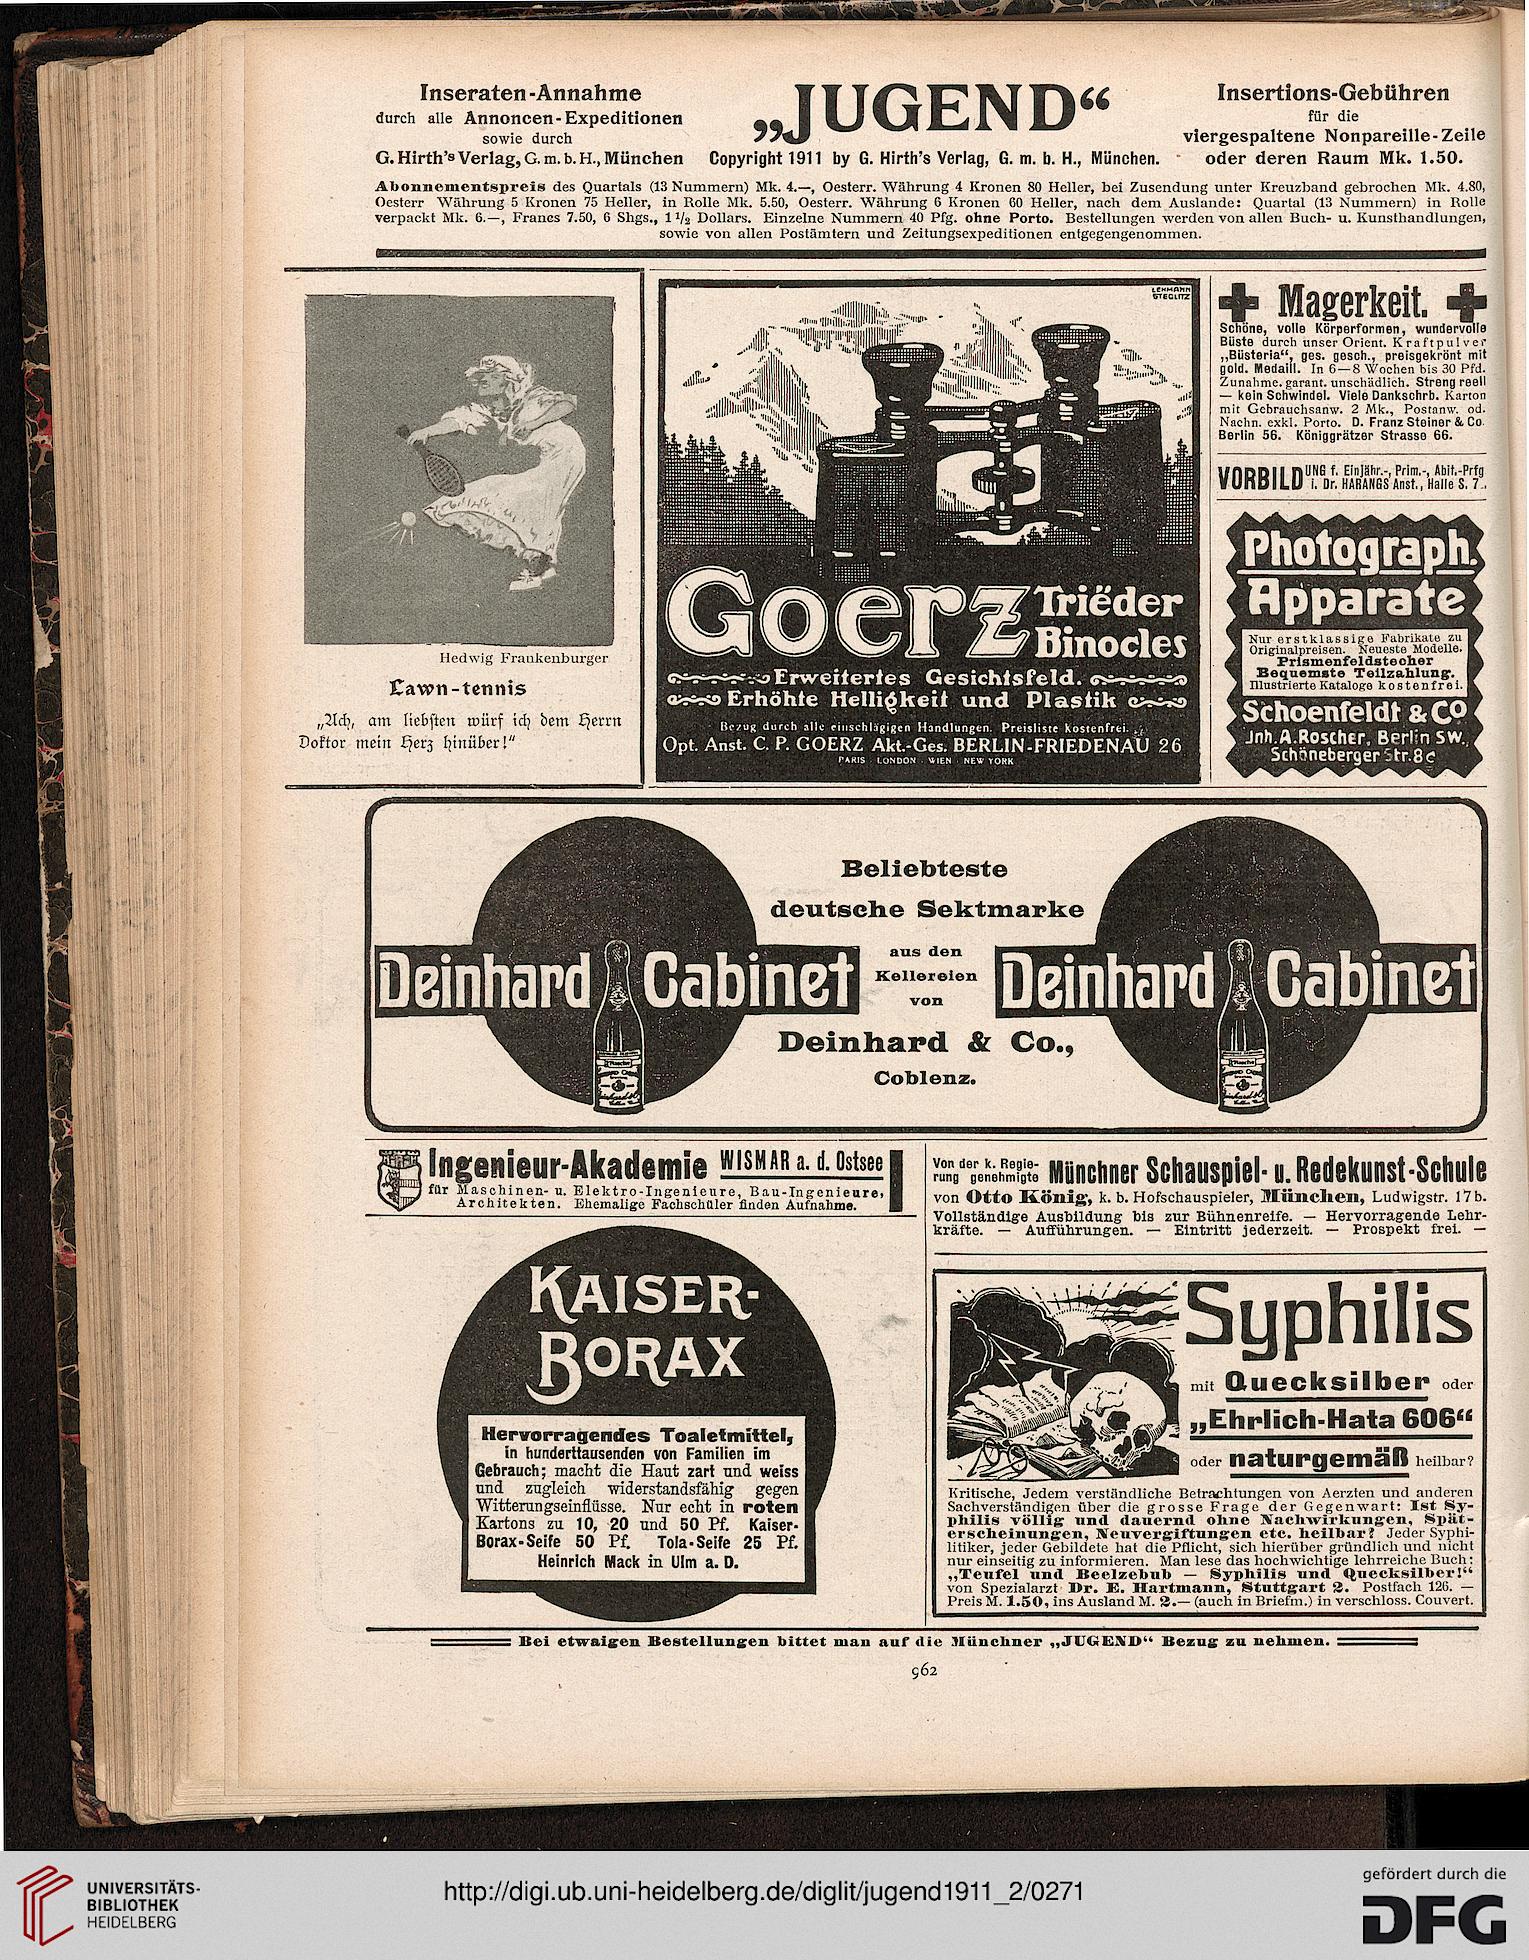 Inseraten-Annahme
durch alle Annoncen-Expeditionen
sowie durch
G. Hirth's Verlag, G. m. b. H., München
„JUGEND“
Copyright 1911 by G. Hirth's Verlag, G. m. b. H., München.
Insertions-Gebühren
für die
viergespaltene Nonpareille-Zeile
oder deren Raum Mk. 1.50.
Abonnementspreis des Quartals (13 Nummern) Mk. 4.—, Oesterr. Währung 4 Kronen 80 Heller, bei Zusendung unter Kreuzband gebrochen Mk. 4.80,
Oesterr Währung 5 Kronen 75 Heller, in Rolle Mk. 5.50, Oesterr. Währung 6 Kronen 60 Heller, nach dem Auslande: Quartal (13 Nummern) in Rolle
verpackt Mk. 6.—, Francs 7.50, 6 Shgs., 1 1/2 Dollars. Einzelne Nummern 40 Pfg. ohne Porto. Bestellungen werden von allen Buch- u. Kunsthandlungen,
sowie von allen Postämtern und Zeitungsexpeditionen entgegengenommen.
Hedwig Frankenburger
Lawn-tennis
„Ach, am liebsten würf ich dem Herrn
Doktor mein Herz hinüber!“
LEHMANN
STEGLITZ
Goerz Triëder
Binocles
Erweitertes Gesichtsfeld.
Erhöhte Helligkeit und Plastik
Bezug durch alle einschlägigen Handlungen. Preisliste kostenfrei.
Opt. Anst. C. P. GOERZ Akt.-Ges. BERLIN-FRIEDENAU 26
PARIS LONDON WIEN NEW YORK
Magerkeit.
Schöne, volle Körperformen, wundervolle
Büste durch unser Orient. Kraftpulver
„Büsteria“, ges. gesch., preisgekrönt mit
gold. Medaill. In 6—8 Wochen bis 30 Pfd.
Zunahme. garant. unschädlich. Streng reell
— kein Schwindel. Viele Dankschrb. Karton
mit Gebrauchsanw. 2 Mk., Postanw. od.
Nachn. exkl. Porto. D. Franz Steiner & Co
Berlin 56. Königgrätzer Strasse 66.
VORBILDUNG f. Einjähr.-, Prim.-, Abit.-Prfg
i. Dr. HARANGS Anst., Halle S. 7.
Photograph.
Apparate
Nur erstklassige Fabrikate zu
Originalpreisen. Neueste Modelle.
Prismenfeldstecher
Bequemste Teilzahlung.
Illustrierte Kataloge kostenfrei.
Schoenfeldt & Co
Jnh. A. Roscher, Berlin SW.
Schöneberger Str. 8c
Deinhard Cabinet
Beliebteste
deutsche Sektmarke
aus den
Kellereien
von
Deinhard & Co.,
Coblenz.
Deinhard Cabinet
Ingenieur-Akademie WISMAR a. d. Ostsee
für Maschinen- u. Elektro-Ingenieure, Bau-Ingenieure,
Architekten. Ehemalige Fachschüler finden Aufnahme.
Von der k. Regie-
rung genehmigte Münchner Schauspiel- u. Redekunst-Schule
von Otto König, k. b. Hofschauspieler, München, Ludwigstr. 17b.
Vollständige Ausbildung bis zur Bühnenreife. — Hervorragende Lehr-
kräfte. — Aufführungen. — Eintritt jederzeit. — Prospekt frei. —
KAISER-
BORAX
Hervorragendes Toaletmittel,
in hunderttausenden von Familien im
Gebrauch; macht die Haut zart und weiss
und zugleich widerstandsfähig gegen
Witterungseinflüsse. Nur echt in roten
Kartons zu 10, 20 und 50 Pf. Kaiser-
Borax-Seife 50 Pf. Tola-Seife 25 Pf.
Heinrich Mack in Ulm a. D.
Syphilis
mit Quecksilber oder
„Ehrlich-Hata 606“
oder naturgemäß heilbar?
Kritische, Jedem verständliche Betrachtungen von Aerzten und anderen
Sachverständigen über die grosse Frage der Gegenwart: Ist Sy-
philis völlig und dauernd ohne Nachwirkungen, Spät-
erscheinungen, Neuvergiftungen etc. heilbar? Jeder Syphi-
litiker, jeder Gebildete hat die Pflicht, sich hierüber gründlich und nicht
nur einseitig zu informieren. Man lese das hochwichtige lehrreiche Buch:
„Teufel und Beelzebub — Syphilis und Quecksilber!“
von Spezialarzt Dr. E. Hartmann, Stuttgart 2. Postfach 126. —
Preis M. 1.50, ins Ausland M. 2.— (auch in Briefm.) in verschloss. Couvert.
Bei etwaigen Bestellungen bittet man auf die Münchner „JUGEND“ Bezug zu nehmen.
962
UNIVERSITÄTS-
BIBLIOTHEK
HEIDELBERG
http://digi.ub.uni-heidelberg.de/diglit/jugend1911_2/0271
gefördert durch die
DFG